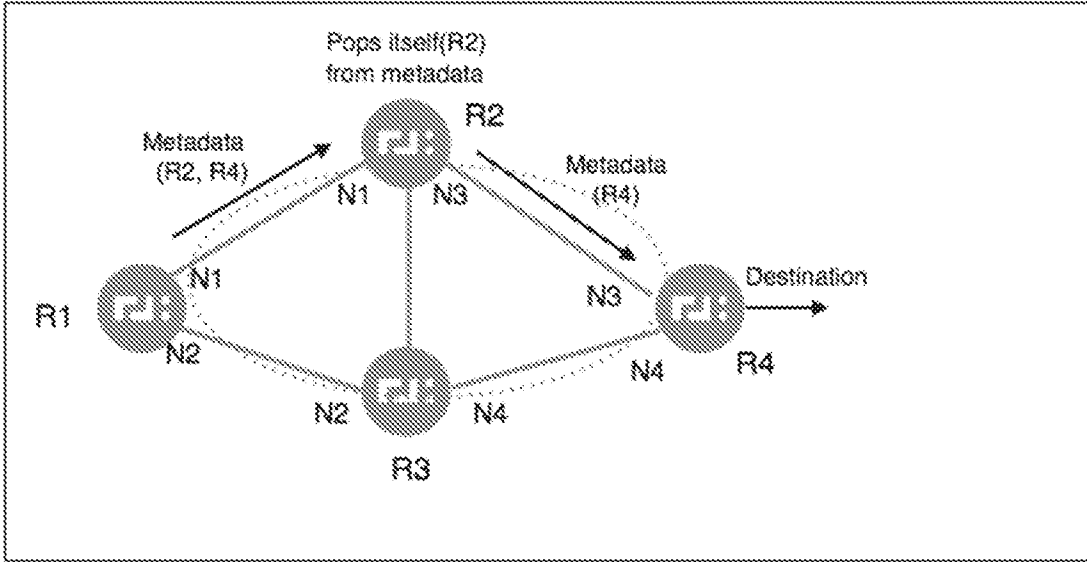 Pops itself(R2)
from metadata
R2
Metadata
(R2, R4)
Metadata
(R4)
N1
N3
N1
Destination
R1
N3
N2
N4
R4
N2
N4
R3